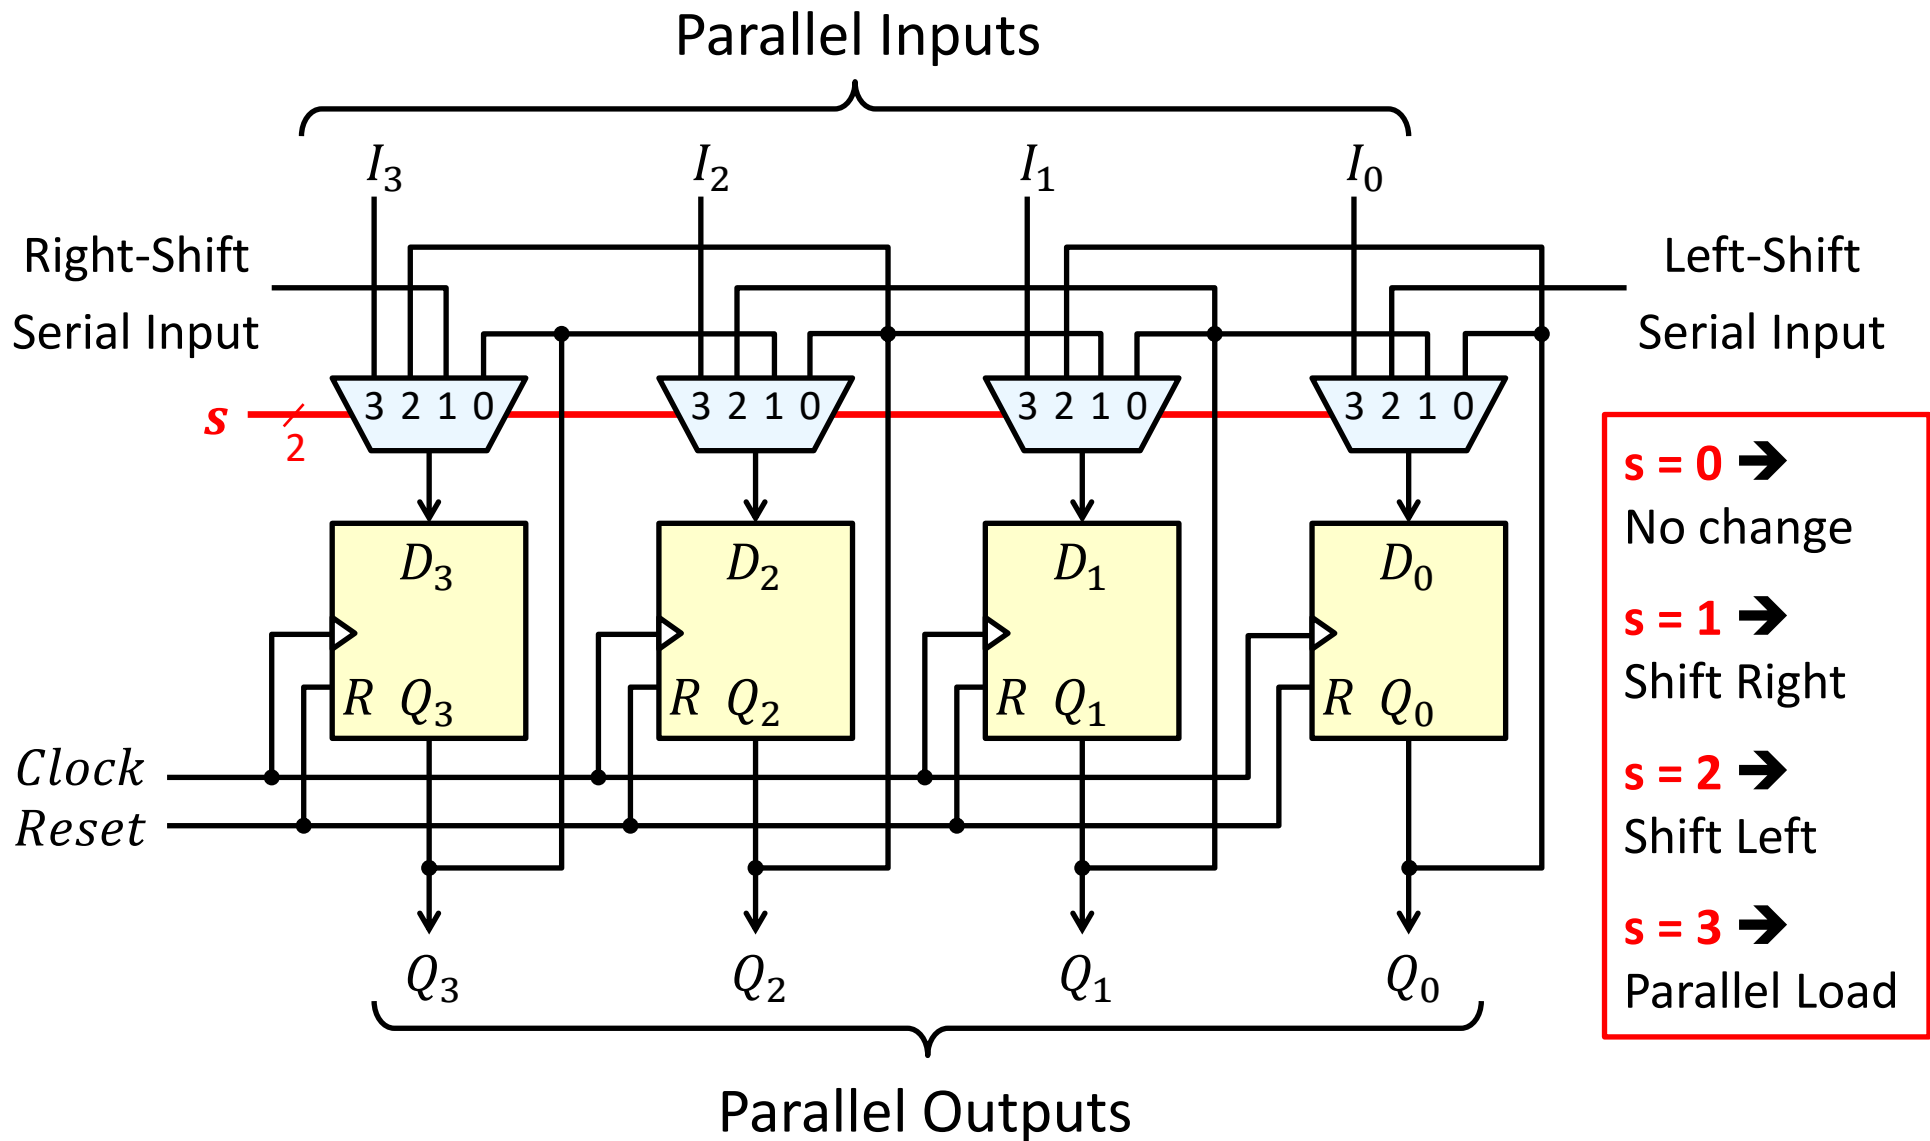 Parallel Inputs
I₃ I₂ I₁ I₀
Right-Shift
Serial Input
Left-Shift
Serial Input
s
2
3 2 1 0 3 2 1 0 3 2 1 0 3 2 1 0
D₃ D₂ D₁ D₀
R Q₃ R Q₂ R Q₁ R Q₀
Clock
Reset
Q₃ Q₂ Q₁ Q₀
Parallel Outputs
s = 0 ➔
No change
s = 1 ➔
Shift Right
s = 2 ➔
Shift Left
s = 3 ➔
Parallel Load